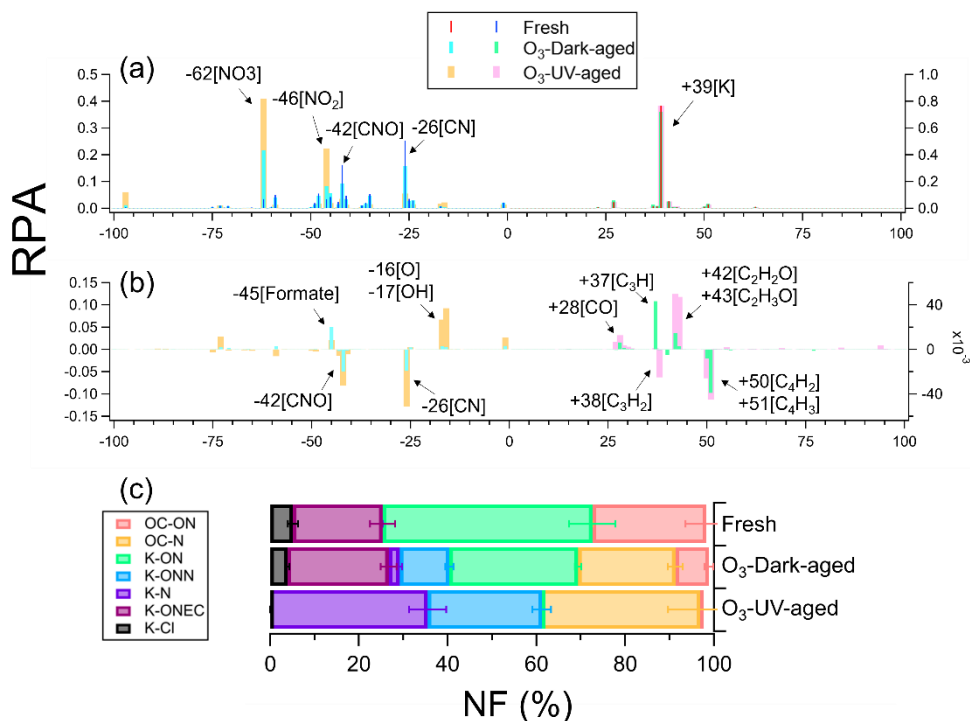 Fresh
O3-Dark-aged
O3-UV-aged
(a)
-62[NO3]
-46[NO2]
-42[CNO]
-26[CN]
+39[K]
0.5
0.4
0.3
0.2
0.1
0.0
1.0
0.8
0.6
0.4
0.2
0.0
-100 -75 -50 -25 0 25 50 75 100
RPA
(b)
-45[Formate]
-16[O]
-17[OH]
+37[C3H]
+28[CO]
+42[C2H2O]
+43[C2H3O]
-42[CNO]
-26[CN]
+38[C3H2]
+50[C4H2]
+51[C4H3]
0.15
0.10
0.05
0.00
0.05
0.10
0.15
40
0
-40
x10-3
-100 -75 -50 -25 0 25 50 75 100
(c)
OC-ON
OC-N
K-ON
K-ONN
K-N
K-ONEC
K-Cl
Fresh
O3-Dark-aged
O3-UV-aged
0 20 40 60 80 100
NF (%)